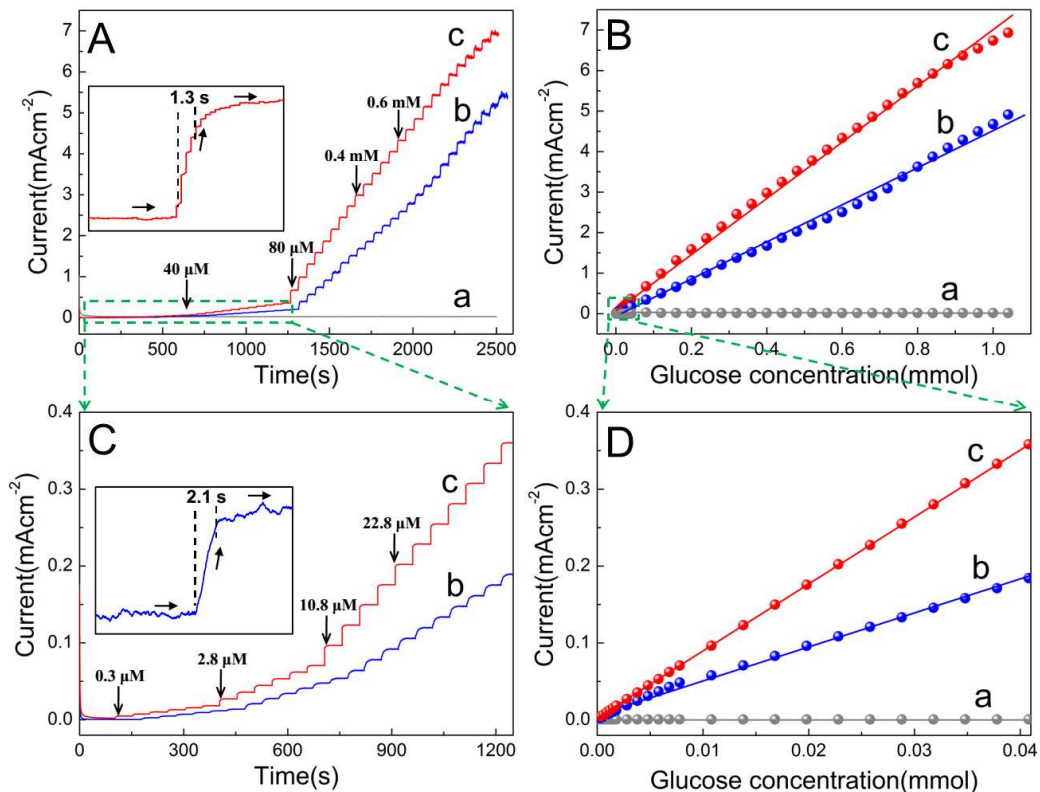 A
c
b
a
1.3 s
0.6 mM
0.4 mM
80 μM
40 μM
7
6
5
4
3
2
1
0
Current(mAcm-2)
0 500 1000 1500 2000 2500
Time(s)
B
c
b
a
7
6
5
4
3
2
1
0
Current(mAcm-2)
0.0 0.2 0.4 0.6 0.8 1.0
Glucose concentration(mmol)
C
c
b
2.1 s
22.8 μM
10.8 μM
2.8 μM
0.3 μM
0.4
0.3
0.2
0.1
0.0
Current(mAcm-2)
0 300 600 900 1200
Time(s)
D
c
b
a
0.4
0.3
0.2
0.1
0.0
Current(mAcm-2)
0.00 0.01 0.02 0.03 0.04
Glucose concentration(mmol)